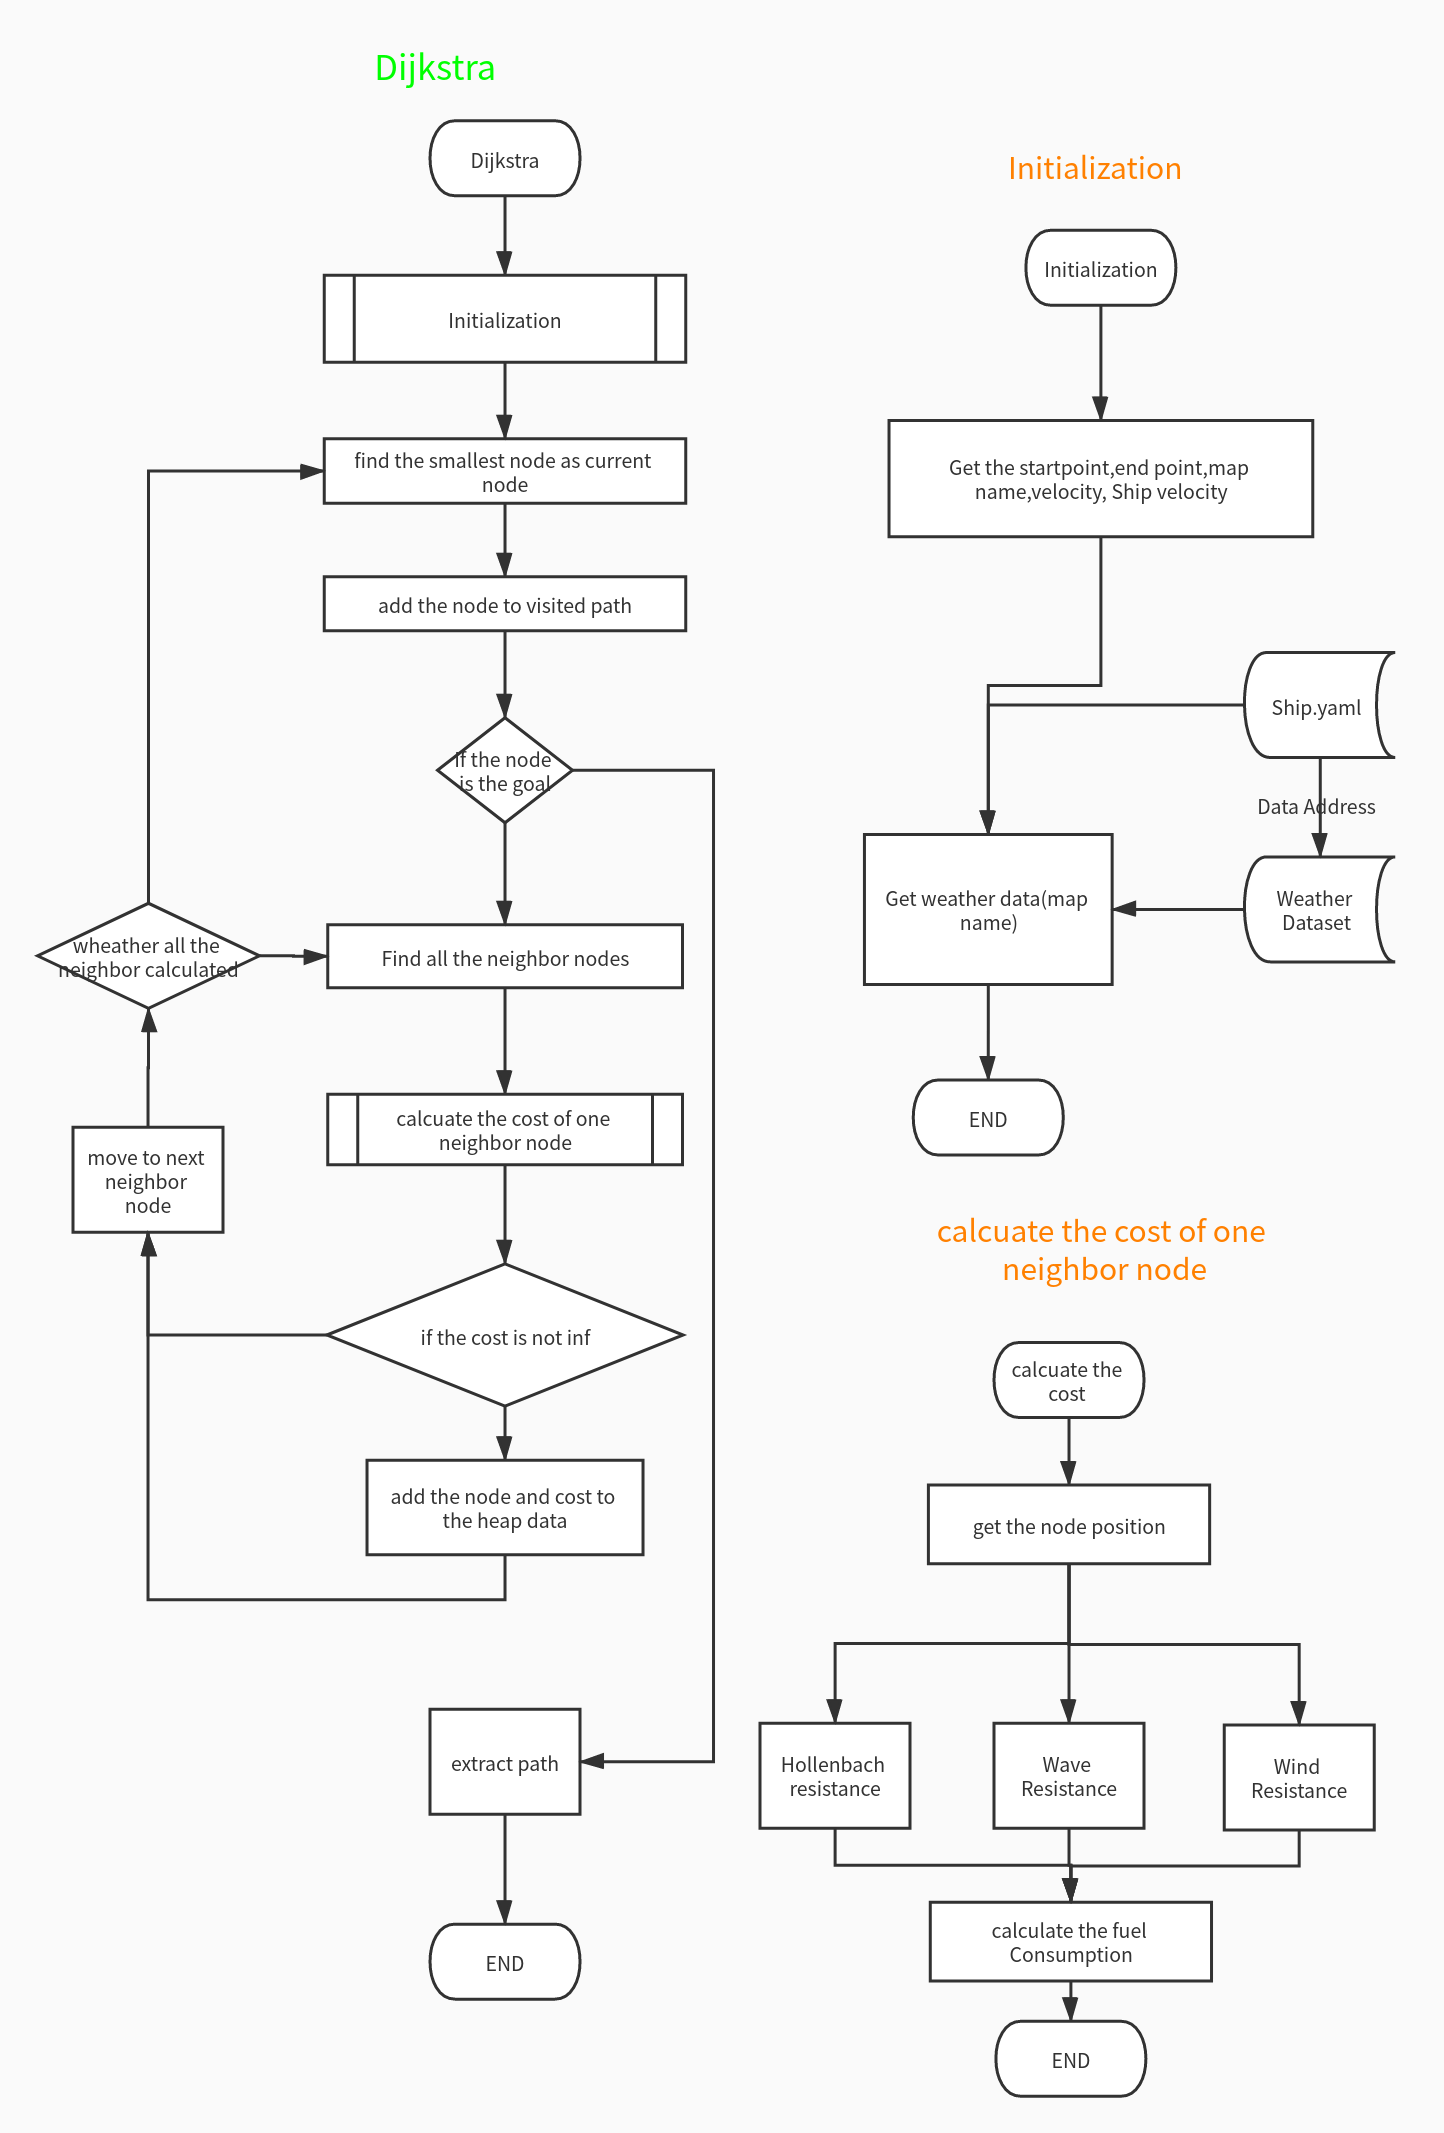 Dijkstra
Dijkstra
Initialization
find the smallest node as current
node
add the node to visited path
if the node
is the goal
wheather all the
neighbor calculated
Find all the neighbor nodes
calcuate the cost of one
neighbor node
move to next
neighbor
node
if the cost is not inf
add the node and cost to
the heap data
extract path
END
Initialization
Initialization
Get the startpoint,end point,map
name,velocity, Ship velocity
Ship.yaml
Data Address
Get weather data(map
name)
Weather
Dataset
END
calcuate the cost of one
neighbor node
calcuate the
cost
get the node position
Hollenbach
resistance
Wave
Resistance
Wind
Resistance
calculate the fuel
Consumption
END